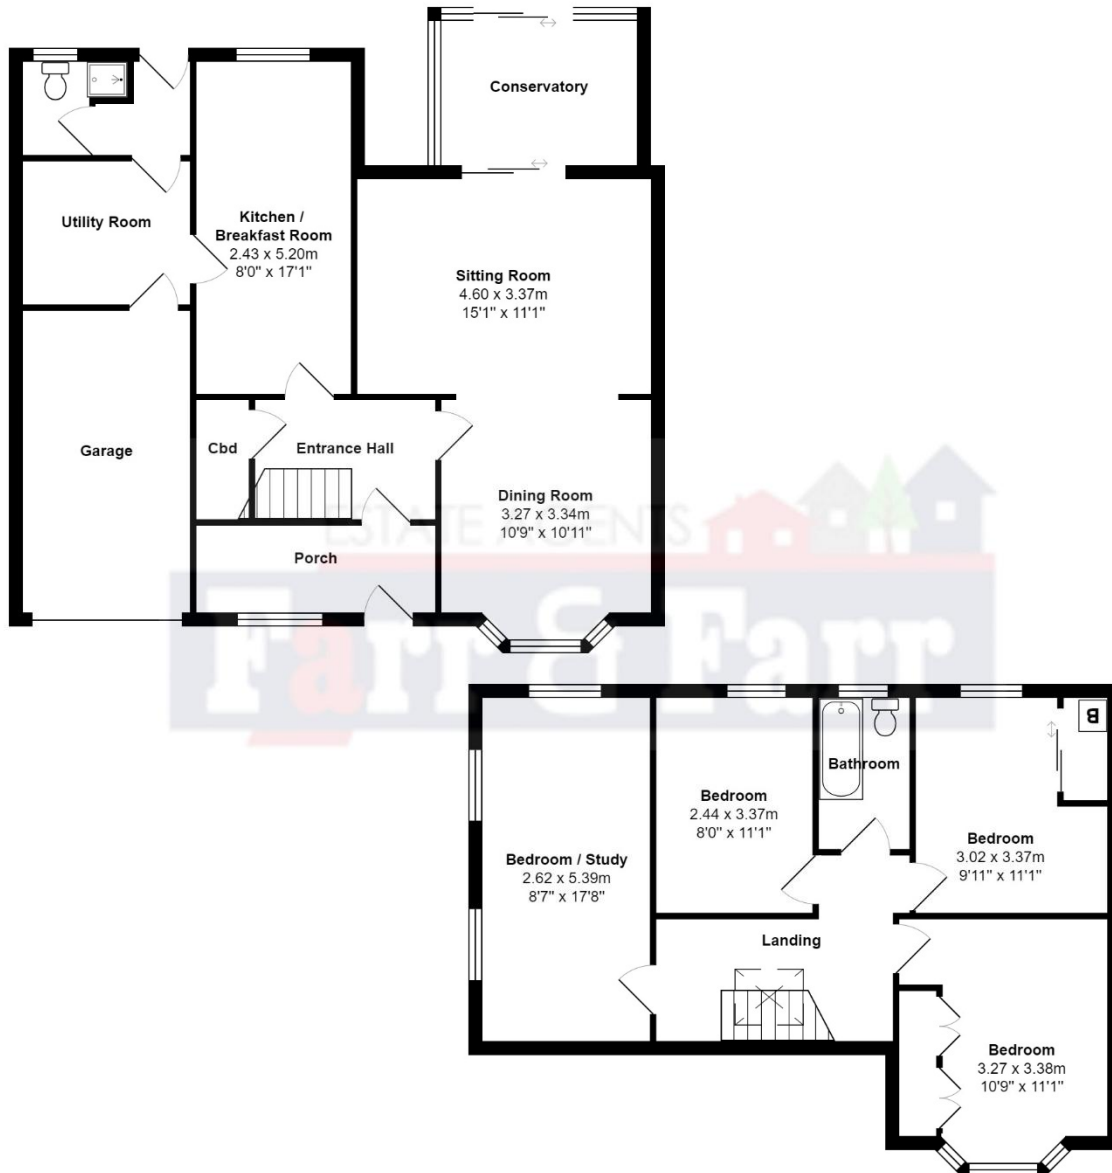 Conservatory
Kitchen /
Breakfast Room
2.43 x 5.20m
8'0" x 17'1"
Utility Room
Sitting Room
4.60 x 3.37m
15'1" x 11'1"
Garage
Cbd
Entrance Hall
Dining Room
3.27 x 3.34m
10'9" x 10'11"
ESTATE AGENTS
Porch
Farr & Farr
B
Bathroom
Bedroom
2.44 x 3.37m
8'0" x 11'1"
Bedroom / Study
2.62 x 5.39m
8'7" x 17'8"
Bedroom
3.02 x 3.37m
9'11" x 11'1"
Landing
Bedroom
3.27 x 3.38m
10'9" x 11'1"